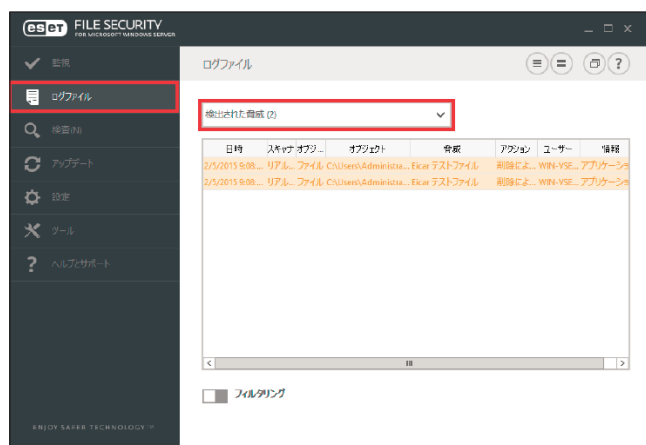 eset FILE SECURITY
FOR MICROSOFT WINDOWS SERVER
監視
ログファイル
検査(N)
アップデート
設定
ツール
ヘルプとサポート
ENJOY SAFER TECHNOLOGY™
ログファイル
検出された脅威 (2)
日時 スキャナ オブジ... オブジェクト 脅威 アクション ユーザー 情報
2/5/2015 9:08:... リアル... ファイル C:\Users\Administra... Eicar テストファイル 削除によ... WIN-VSE... アプリケーショ
2/5/2015 9:08:... リアル... ファイル C:\Users\Administra... Eicar テストファイル 削除によ... WIN-VSE... アプリケーショ
フィルタリング